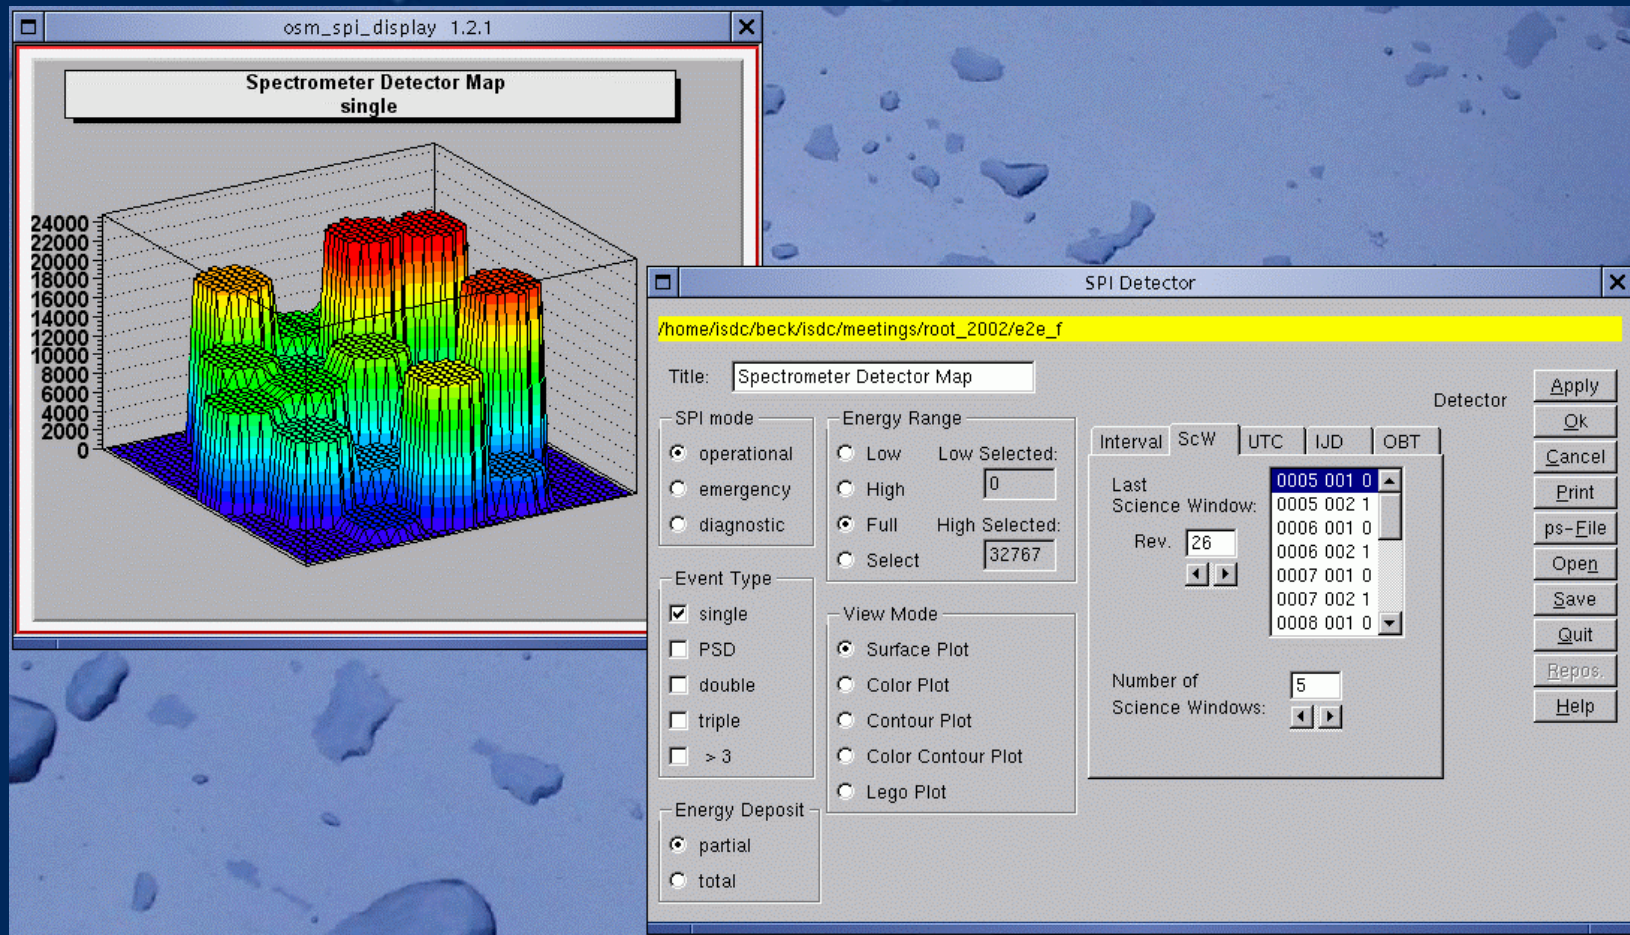 osm_spi_display 1.2.1
Spectrometer Detector Map
single
24000
22000
20000
18000
16000
14000
12000
10000
8000
6000
4000
2000
0
SPI Detector
/home/isdc/beck/isdc/meetings/root_2002/e2e_f
Title: Spectrometer Detector Map
SPI mode
operational
emergency
diagnostic
Event Type
single
PSD
double
triple
> 3
Energy Deposit
partial
total
Energy Range
Low
High
Full
Select
Low Selected:
0
High Selected:
32767
View Mode
Surface Plot
Color Plot
Contour Plot
Color Contour Plot
Lego Plot
Detector
Interval ScW UTC IJD OBT
Last
Science Window:
Rev. 26
0005 001 0
0005 002 1
0006 001 0
0006 002 1
0007 001 0
0007 002 1
0008 001 0
Number of
Science Windows:
5
Apply
Ok
Cancel
Print
ps-File
Open
Save
Quit
Repos.
Help